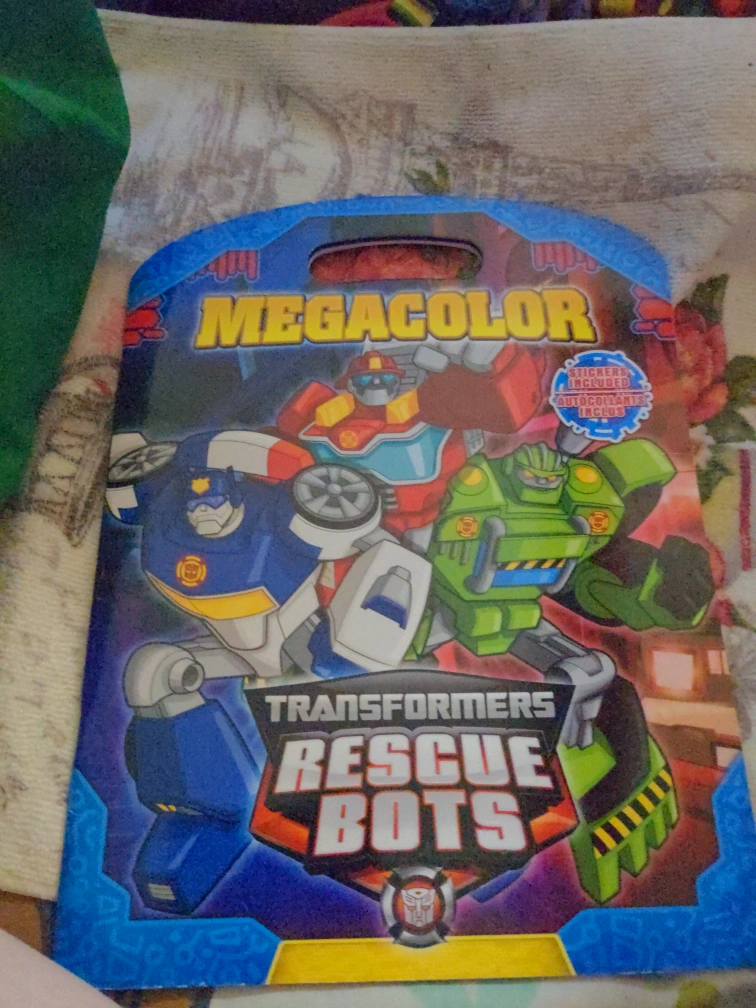 MEGACOLOR
STICKERS
INCLUDED
AUTOCOLLANTS
INCLUS
TRANSFORMERS
RESCUE
BOTS